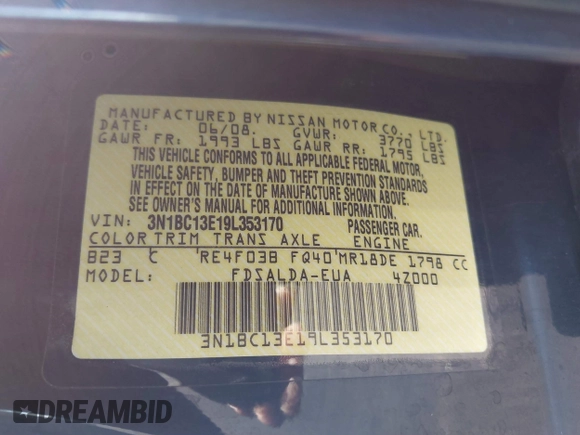 MANUFACTURED BY NISSAN MOTOR CO., LTD.
DATE: 06/08. GVWR: 3770 LBS
GAWR FR: 1993 LBS GAWR RR: 1795 LBS
THIS VEHICLE CONFORMS TO ALL APPLICABLE FEDERAL MOTOR
VEHICLE SAFETY, BUMPER AND THEFT PREVENTION STANDARDS
IN EFFECT ON THE DATE OF MANUFACTURE SHOWN ABOVE.
SEE OWNER'S MANUAL FOR ADDITIONAL INFORMATION.
VIN: 3N1BC13E19L353170 PASSENGER CAR.
COLOR TRIM TRANS AXLE ENGINE
B23 C RE4F03B FQ40 MR18DE 1798 CC
MODEL: FDSALDA-EUA 4Z000
3N1BC13E19L353170
DREAMBID